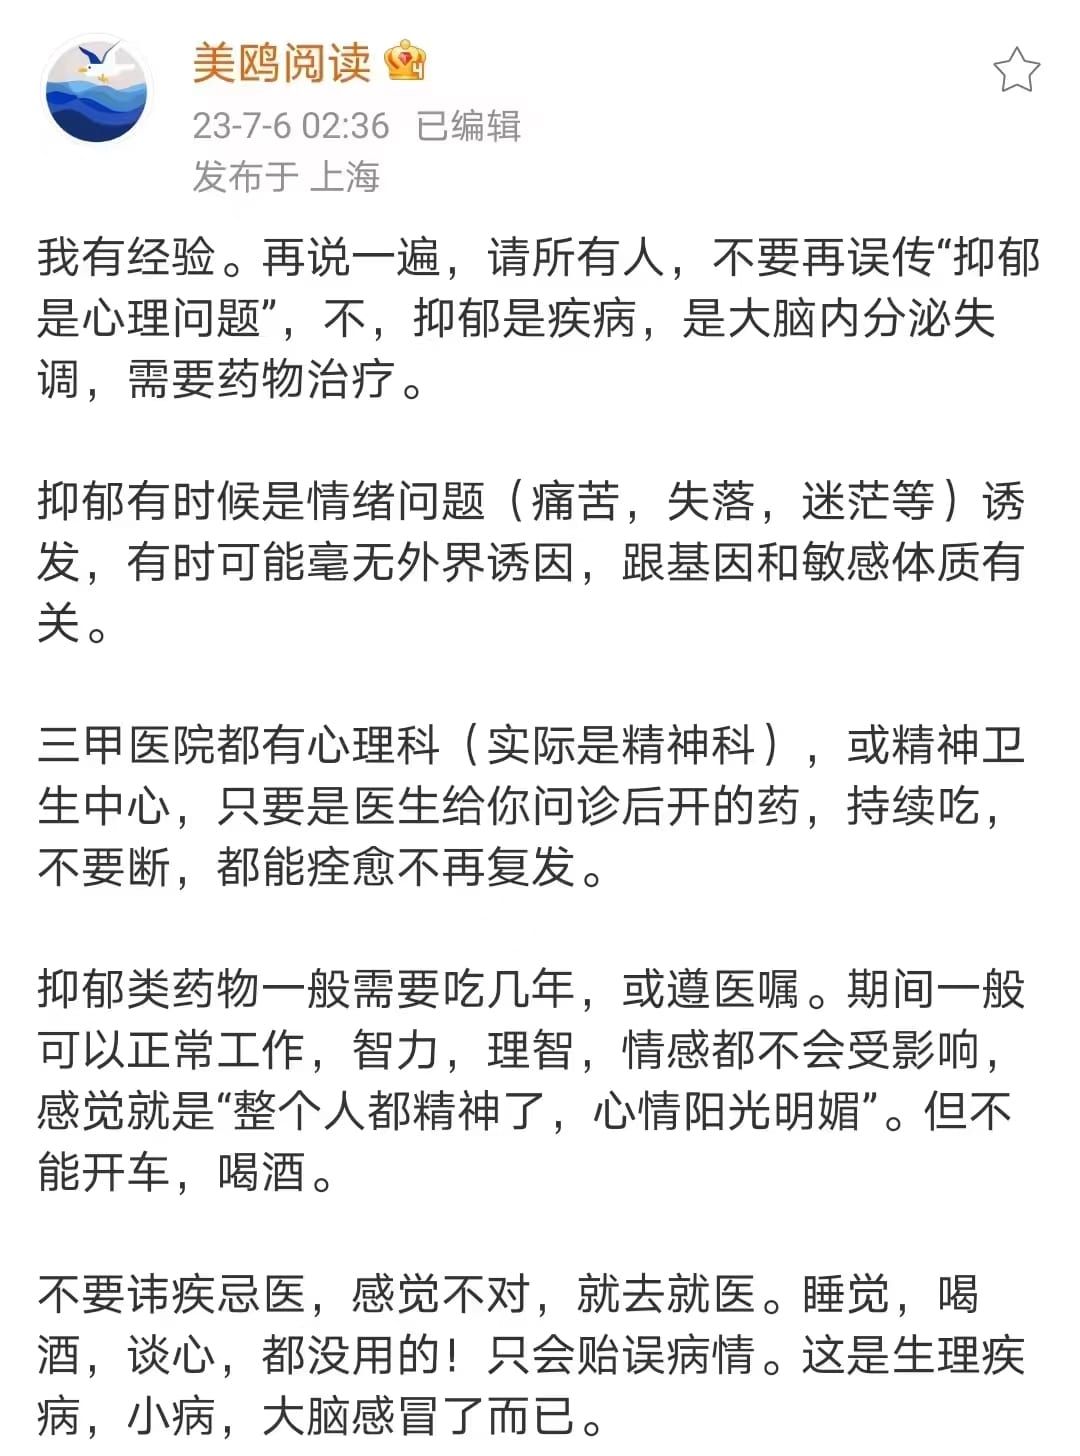 美鸥阅读 4
23-7-6 02:36 已编辑
发布于 上海
我有经验。再说一遍，请所有人，不要再误传“抑郁
是心理问题”，不，抑郁是疾病，是大脑内分泌失
调，需要药物治疗。
抑郁有时候是情绪问题（痛苦，失落，迷茫等）诱
发，有时可能毫无外界诱因，跟基因和敏感体质有
关。
三甲医院都有心理科（实际是精神科），或精神卫
生中心，只要是医生给你问诊后开的药，持续吃，
不要断，都能痊愈不再复发。
抑郁类药物一般需要吃几年，或遵医嘱。期间一般
可以正常工作，智力，理智，情感都不会受影响，
感觉就是“整个人都精神了，心情阳光明媚”。但不
能开车，喝酒。
不要讳疾忌医，感觉不对，就去就医。睡觉，喝
酒，谈心，都没用的！只会贻误病情。这是生理疾
病，小病，大脑感冒了而已。